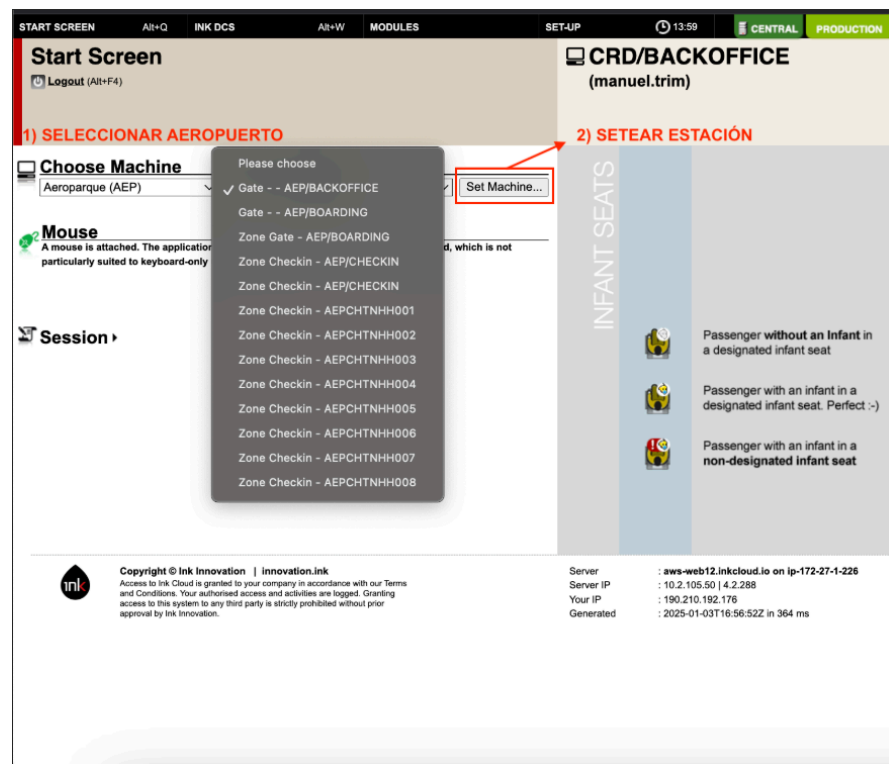 START SCREEN Alt+Q INK DCS Alt+W MODULES SET-UP 13:59 CENTRAL PRODUCTION
Start Screen
Logout (Alt+F4)
CRD/BACKOFFICE
(manuel.trim)
1) SELECCIONAR AEROPUERTO
2) SETEAR ESTACIÓN
Choose Machine
Aeroparque (AEP)
Set Machine...
Please choose
✓ Gate - - AEP/BACKOFFICE
Gate - - AEP/BOARDING
Zone Gate - AEP/BOARDING
Zone Checkin - AEP/CHECKIN
Zone Checkin - AEP/CHECKIN
Zone Checkin - AEPCHTNHH001
Zone Checkin - AEPCHTNHH002
Zone Checkin - AEPCHTNHH003
Zone Checkin - AEPCHTNHH004
Zone Checkin - AEPCHTNHH005
Zone Checkin - AEPCHTNHH006
Zone Checkin - AEPCHTNHH007
Zone Checkin - AEPCHTNHH008
2 Mouse
A mouse is attached. The application d, which is not
particularly suited to keyboard-only
Session
INFANT SEATS
Passenger without an Infant in
a designated infant seat
Passenger with an infant in a
designated infant seat. Perfect :-)
Passenger with an infant in a
non-designated infant seat
ink
Copyright © Ink Innovation | innovation.ink
Access to Ink Cloud is granted to your company in accordance with our Terms
and Conditions. Your authorised access and activities are logged. Granting
access to this system to any third party is strictly prohibited without prior
approval by Ink Innovation.
Server : aws-web12.inkcloud.io on ip-172-27-1-226
Server IP : 10.2.105.50 | 4.2.288
Your IP : 190.210.192.176
Generated : 2025-01-03T16:56:52Z in 364 ms